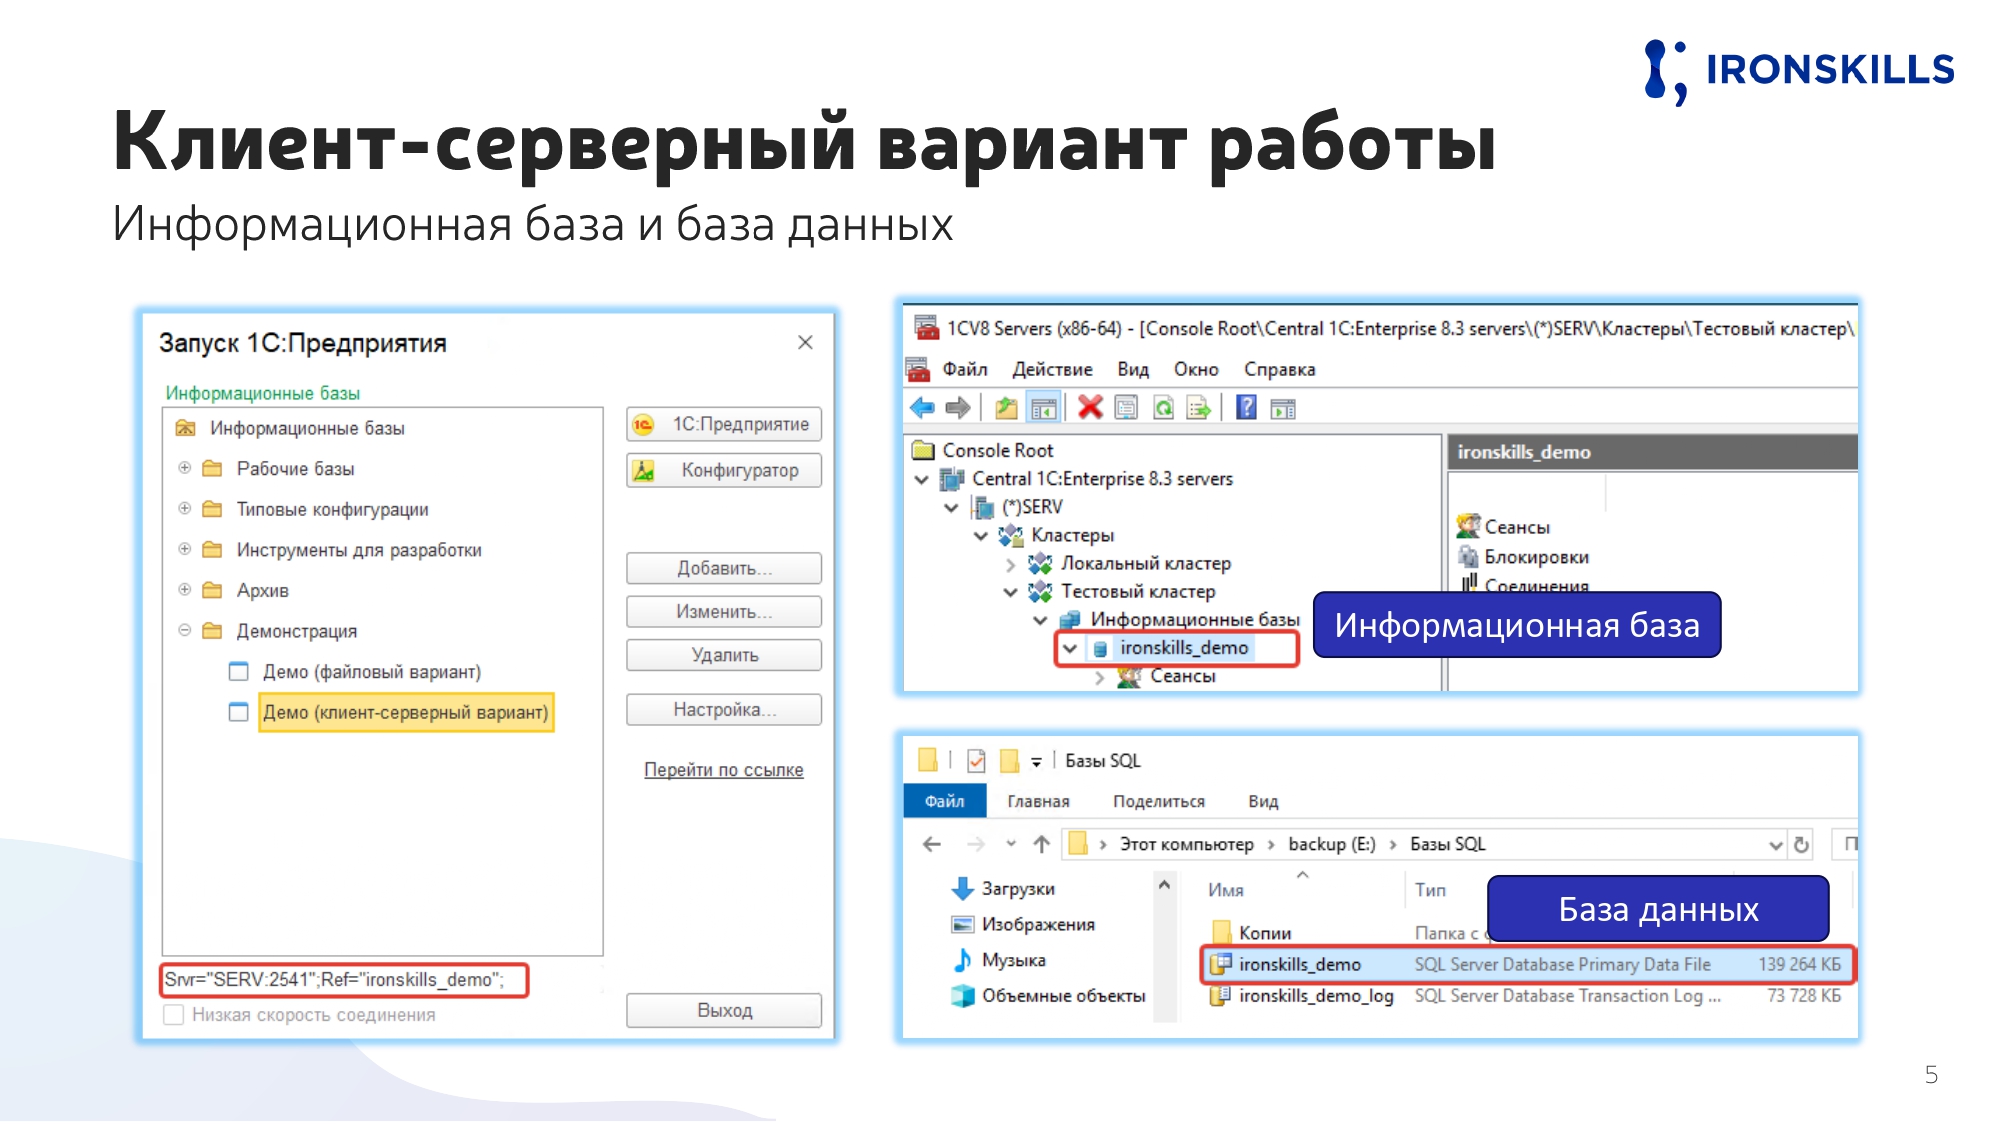 IRONSKILLS
Клиент-серверный вариант работы
Информационная база и база данных
Запуск 1С:Предприятия
Информационные базы
Информационные базы
Рабочие базы
Типовые конфигурации
Инструменты для разработки
Архив
Демонстрация
Демо (файловый вариант)
Демо (клиент-серверный вариант)
1С:Предприятие
Конфигуратор
Добавить...
Изменить...
Удалить
Настройка...
Перейти по ссылке
Srvr="SERV:2541";Ref="ironskills_demo";
Низкая скорость соединения
Выход
1CV8 Servers (x86-64) - [Console Root\Central 1C:Enterprise 8.3 servers\(*)SERV\Кластеры\Тестовый кластер\
Файл Действие Вид Окно Справка
Console Root
Central 1C:Enterprise 8.3 servers
(*)SERV
Кластеры
Локальный кластер
Тестовый кластер
Информационные базы
ironskills_demo
Сеансы
ironskills_demo
Сеансы
Блокировки
Соединения
Информационная база
Базы SQL
Файл Главная Поделиться Вид
Этот компьютер > backup (E:) > Базы SQL
Загрузки
Изображения
Музыка
Объемные объекты
Имя Тип
База данных
Копии Папка с
ironskills_demo SQL Server Database Primary Data File 139 264 КБ
ironskills_demo_log SQL Server Database Transaction Log ... 73 728 КБ
5